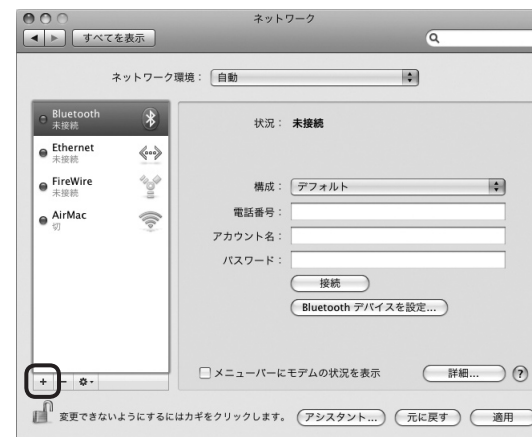 ネットワーク
すべてを表示
ネットワーク環境： 自動
Bluetooth
未接続
Ethernet
未接続
FireWire
未接続
AirMac
切
状況： 未接続
構成： デフォルト
電話番号：
アカウント名：
パスワード：
接続
Bluetooth デバイスを設定...
メニューバーにモデムの状況を表示
詳細...
?
+ −
変更できないようにするにはカギをクリックします。
アシスタント...
元に戻す
適用